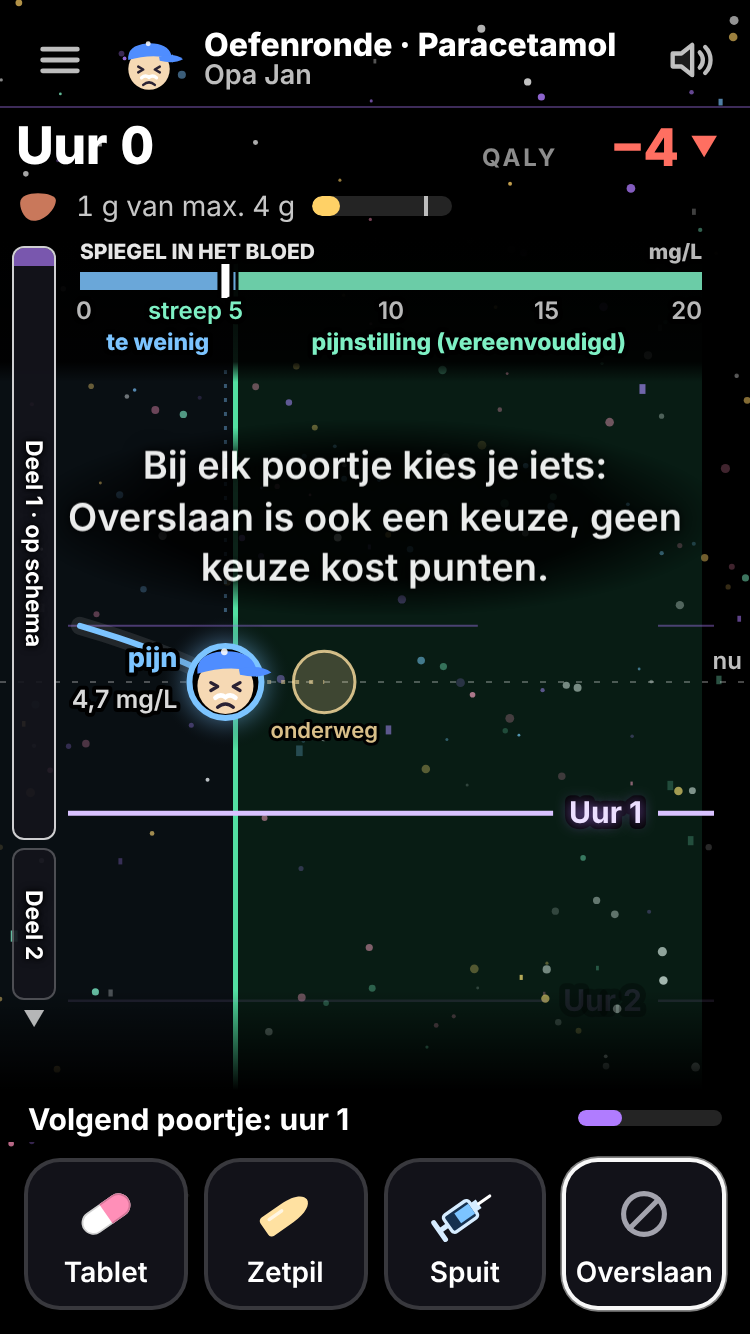 Oefenronde · Paracetamol
Opa Jan
Uur 0
QALY
−4 ▼
1 g van max. 4 g
SPIEGEL IN HET BLOED
mg/L
0
streep 5
10
15
20
te weinig
pijnstilling (vereenvoudigd)
Bij elk poortje kies je iets:
Overslaan is ook een keuze, geen
keuze kost punten.
Deel 1 · op schema
pijn
nu
4,7 mg/L
onderweg
Uur 1
Deel 2
Uur 2
Volgend poortje: uur 1
Tablet
Zetpil
Spuit
Overslaan